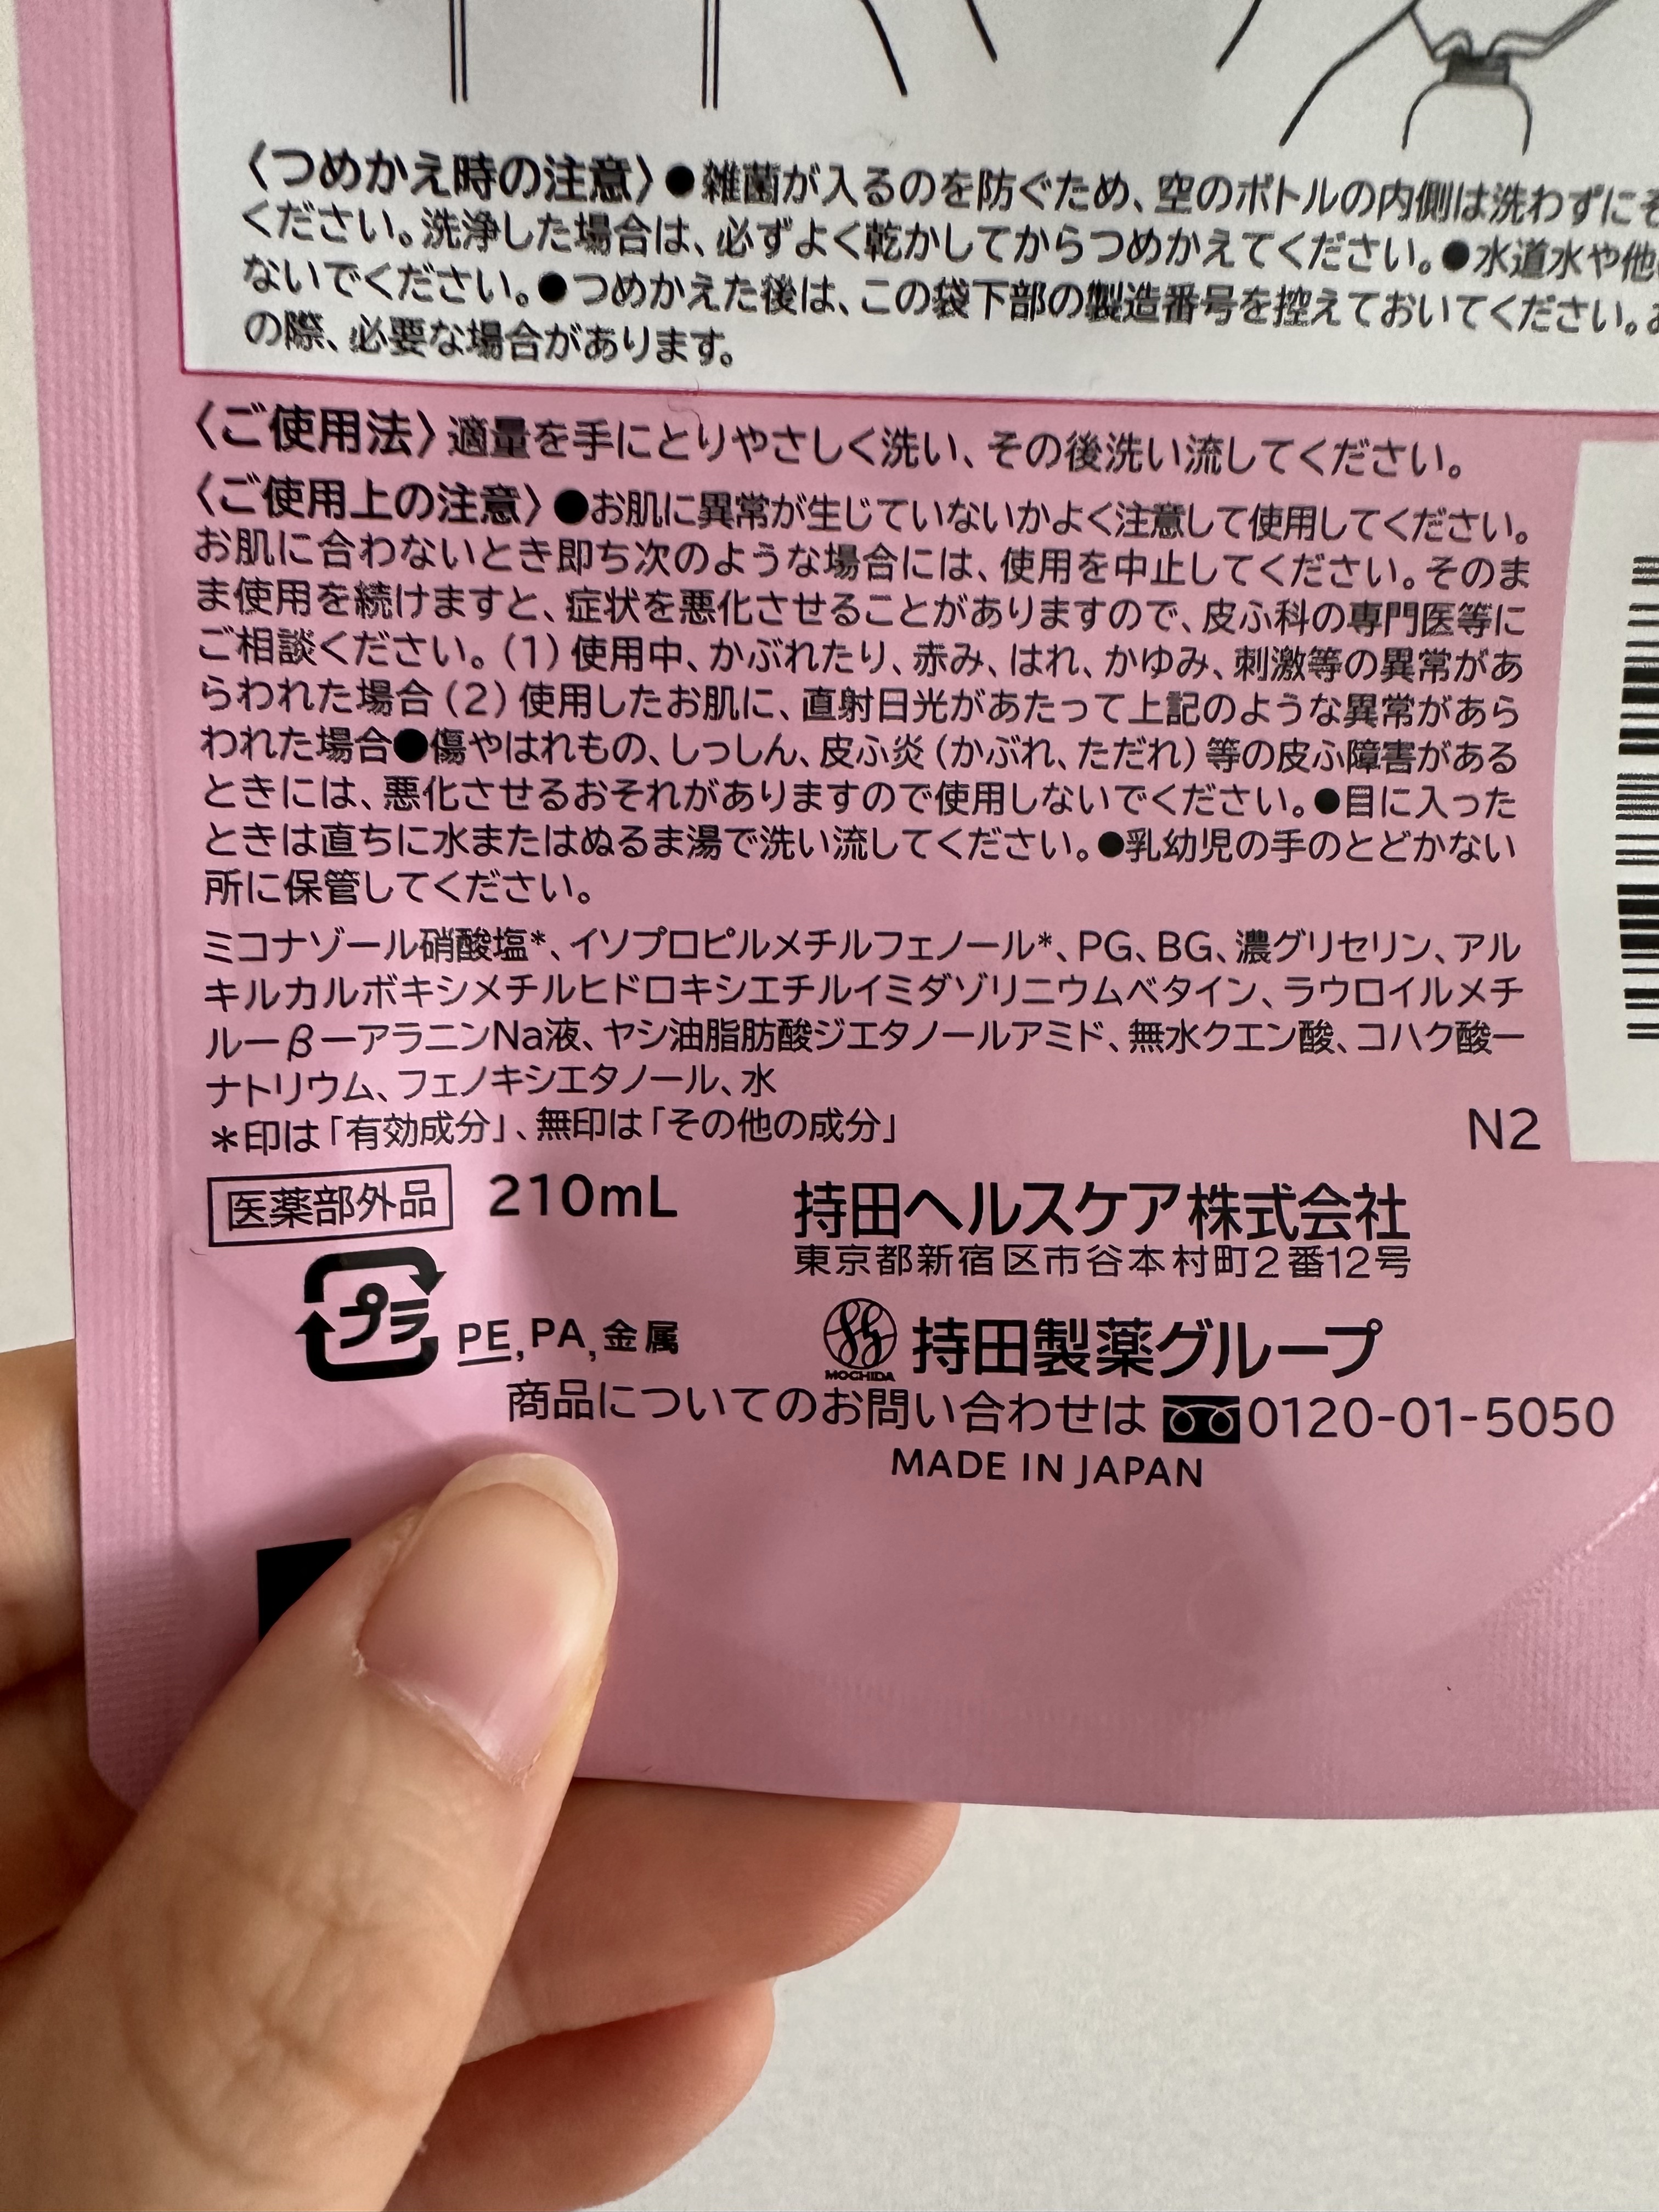 〈つめかえ時の注意〉●雑菌が入るのを防ぐため、空のボトルの内側は洗わずにそ
ください。洗浄した場合は、必ずよく乾かしてからつめかえてください。●水道水や他
ないでください。●つめかえた後は、この袋下部の製造番号を控えておいてください。お
の際、必要な場合があります。
〈ご使用法〉適量を手にとりやさしく洗い、その後洗い流してください。
〈ご使用上の注意〉●お肌に異常が生じていないかよく注意して使用してください。
お肌に合わないとき即ち次のような場合には、使用を中止してください。そのま
ま使用を続けますと、症状を悪化させることがありますので、皮ふ科の専門医等に
ご相談ください。(1)使用中、かぶれたり、赤み、はれ、かゆみ、刺激等の異常があ
らわれた場合(2)使用したお肌に、直射日光があたって上記のような異常があら
われた場合●傷やはれもの、しっしん、皮ふ炎(かぶれ、ただれ)等の皮ふ障害がある
ときには、悪化させるおそれがありますので使用しないでください。●目に入った
ときは直ちに水またはぬるま湯で洗い流してください。●乳幼児の手のとどかない
所に保管してください。
ミコナゾール硝酸塩*、イソプロピルメチルフェノール*、PG、BG、濃グリセリン、アル
キルカルボキシメチルヒドロキシエチルイミダゾリニウムベタイン、ラウロイルメチ
ルーβーアラニンNa液、ヤシ油脂肪酸ジエタノールアミド、無水クエン酸、コハク酸一
ナトリウム、フェノキシエタノール、水
*印は「有効成分」、無印は「その他の成分」
N2
医薬部外品 210mL
持田ヘルスケア株式会社
東京都新宿区市谷本村町2番12号
プラ PE,PA,金属
MOCHIDA 持田製薬グループ
商品についてのお問い合わせは 0120-01-5050
MADE IN JAPAN